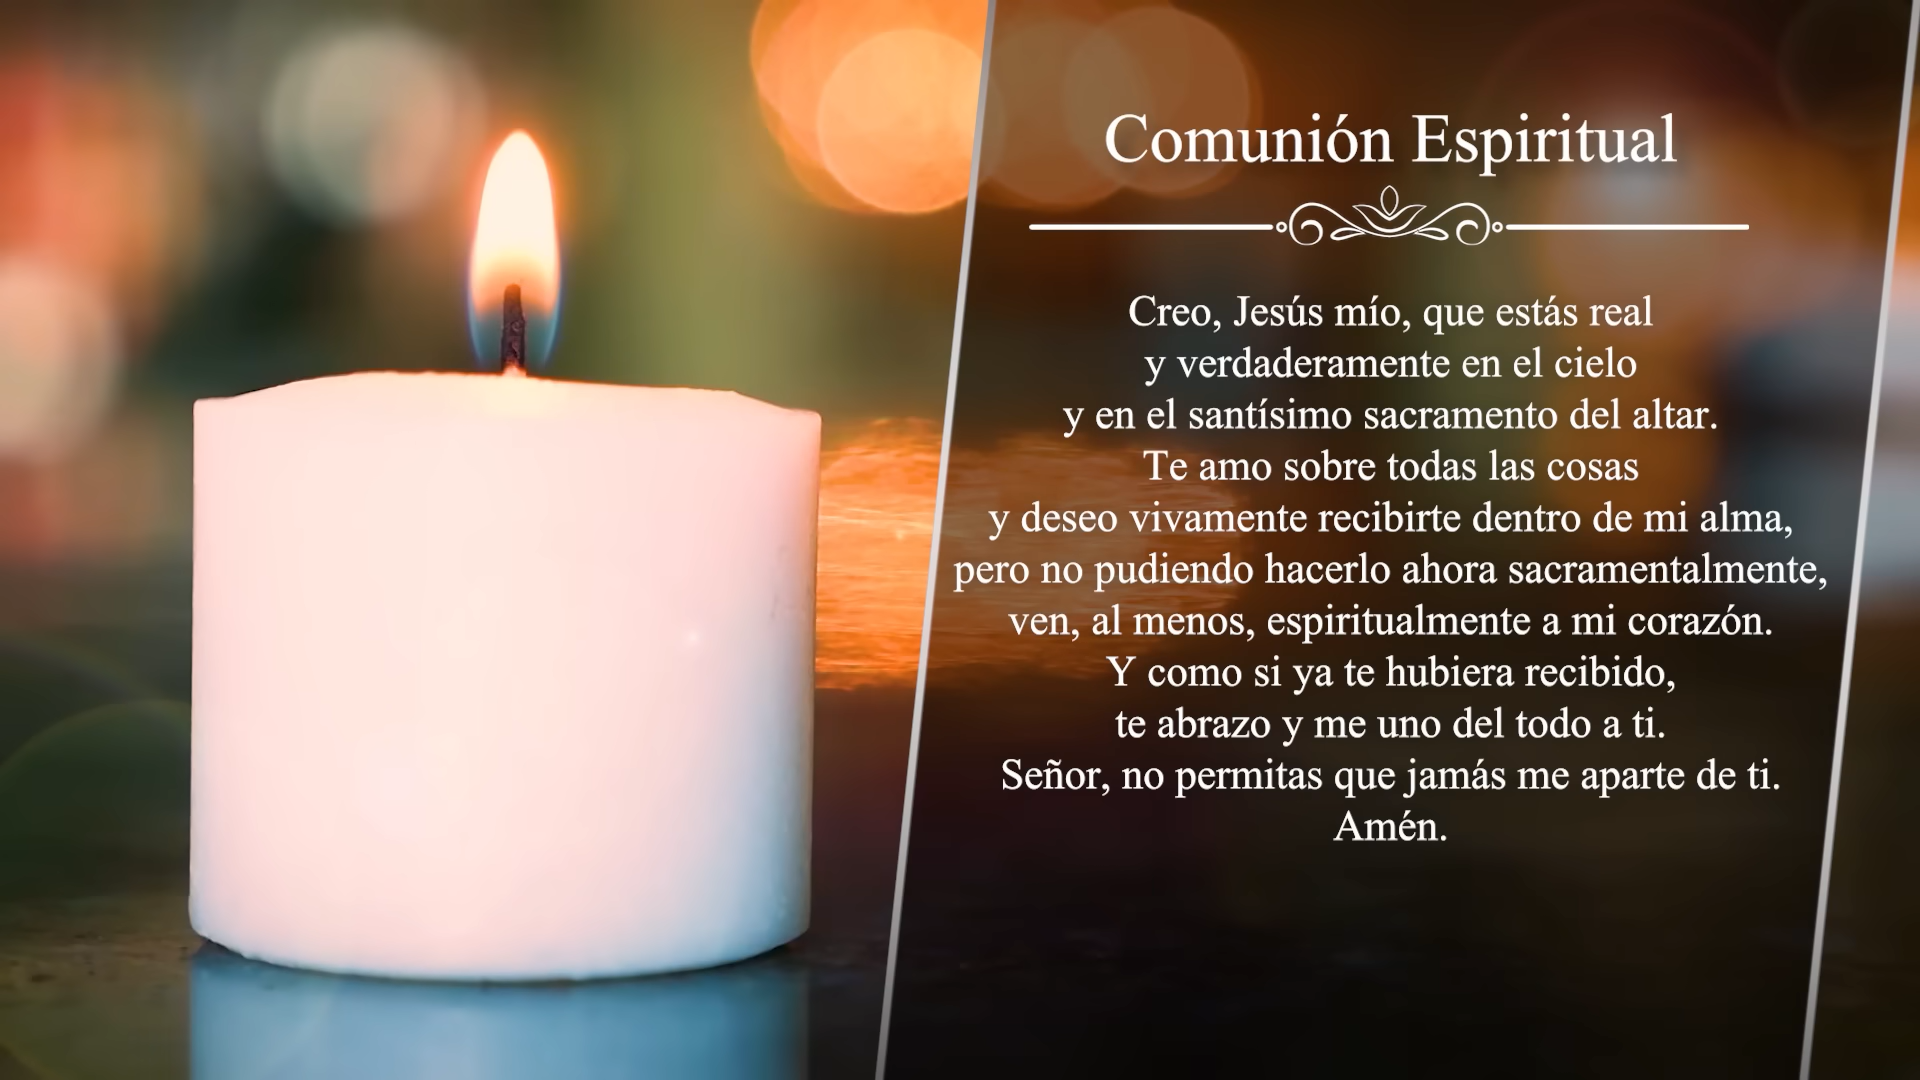 Comunión Espiritual
Creo, Jesús mío, que estás real
y verdaderamente en el cielo
y en el santísimo sacramento del altar.
Te amo sobre todas las cosas
y deseo vivamente recibirte dentro de mi alma,
pero no pudiendo hacerlo ahora sacramentalmente,
ven, al menos, espiritualmente a mi corazón.
Y como si ya te hubiera recibido,
te abrazo y me uno del todo a ti.
Señor, no permitas que jamás me aparte de ti.
Amén.